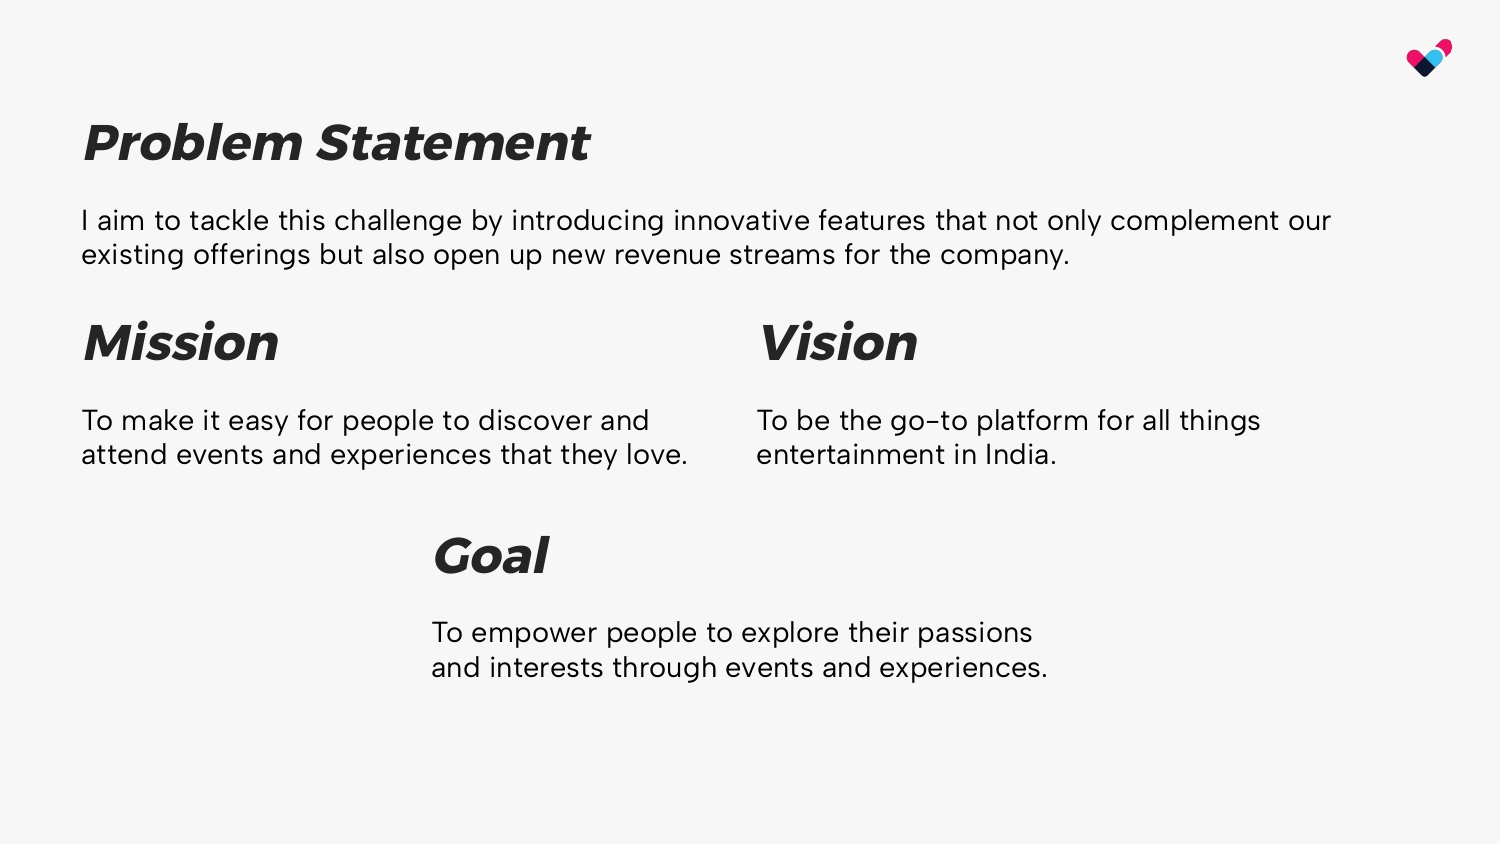 Problem Statement
I aim to tackle this challenge by introducing innovative features that not only complement our
existing offerings but also open up new revenue streams for the company.
Mission
To make it easy for people to discover and
attend events and experiences that they love.
Vision
To be the go-to platform for all things
entertainment in India.
Goal
To empower people to explore their passions
and interests through events and experiences.